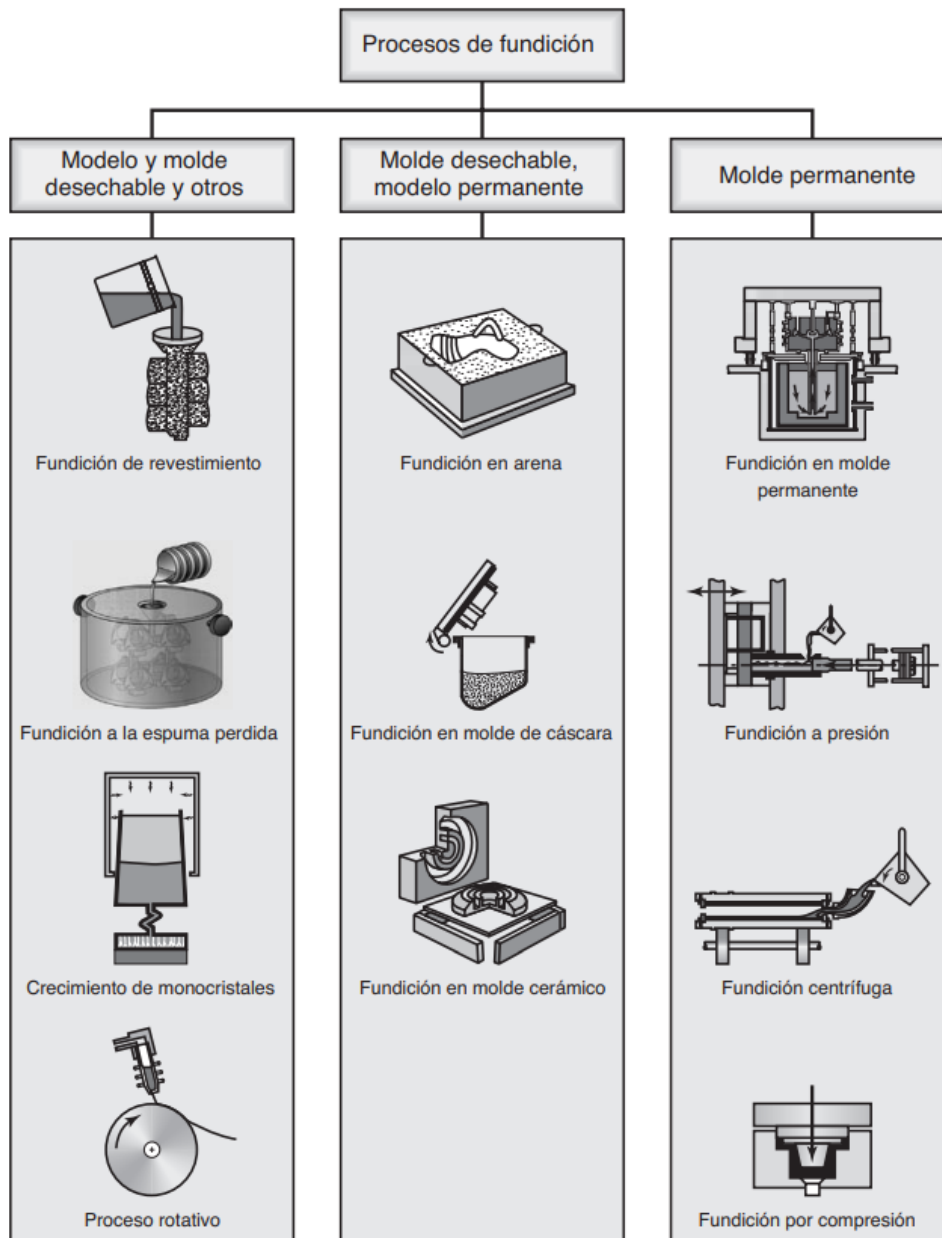 Procesos de fundición
Modelo y molde
desechable y otros
Molde desechable,
modelo permanente
Molde permanente
Fundición de revestimiento
Fundición a la espuma perdida
Crecimiento de monocristales
Proceso rotativo
Fundición en arena
Fundición en molde de cáscara
Fundición en molde cerámico
Fundición en molde
permanente
Fundición a presión
Fundición centrífuga
Fundición por compresión